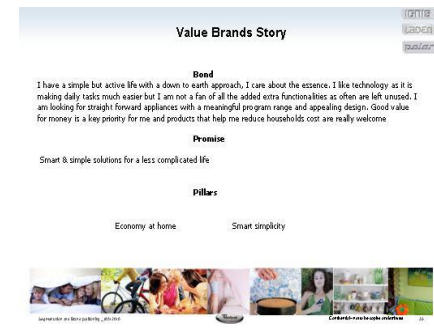 IGNIS
LADEN
polar
Value Brands Story
Bond
I have a simple but active life with a down to earth approach, I care about the essence. I like technology as it is
making daily tasks much easier but I am not a fan of all the added extra functionalities as often are left unused. I
am looking for straight forward appliances with a meaningful program range and appealing design. Good value
for money is a key priority for me and products that help me reduce households cost are really welcome
Promise
Smart & simple solutions for a less complicated life
Pillars
Economy at home
Smart simplicity